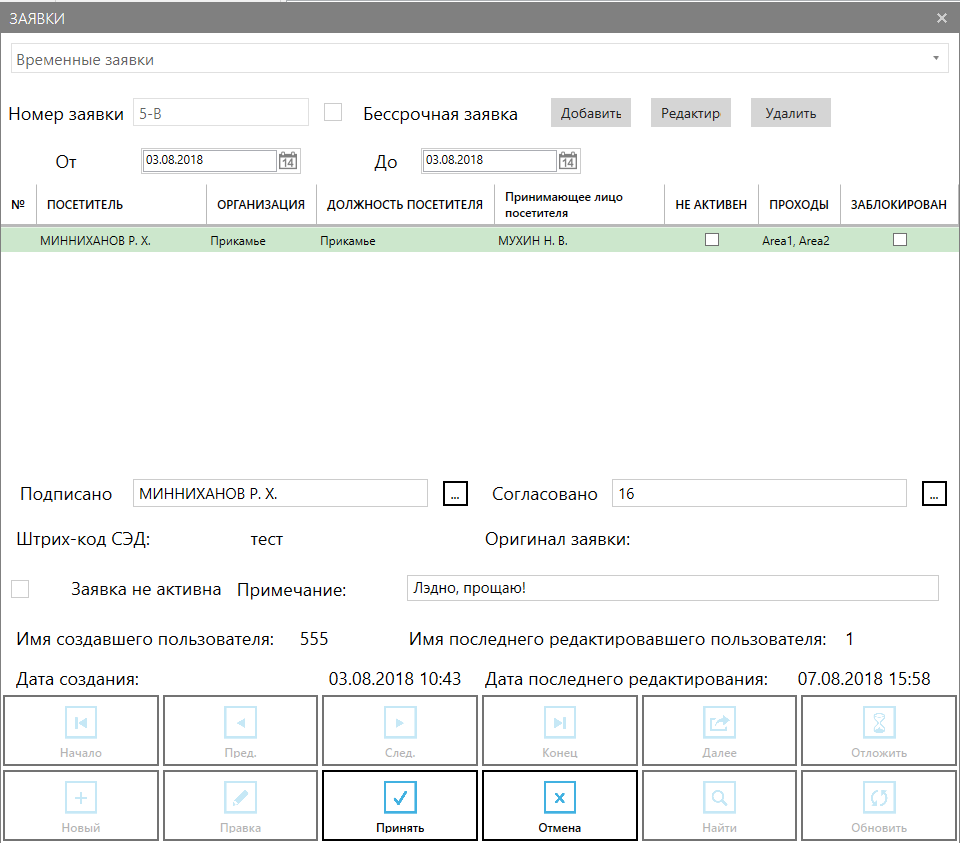 ЗАЯВКИ
Временные заявки
Номер заявки 5-В Бессрочная заявка Добавить Редактир Удалить
От 03.08.2018 14 До 03.08.2018 14
№ ПОСЕТИТЕЛЬ ОРГАНИЗАЦИЯ ДОЛЖНОСТЬ ПОСЕТИТЕЛЯ Принимающее лицо посетителя НЕ АКТИВЕН ПРОХОДЫ ЗАБЛОКИРОВАН
МИННИХАНОВ Р. Х. Прикамье Прикамье МУХИН Н. В. Area1, Area2
Подписано МИННИХАНОВ Р. Х. ... Согласовано 16 ...
Штрих-код СЭД: тест Оригинал заявки:
Заявка не активна Примечание: Лэдно, прощаю!
Имя создавшего пользователя: 555 Имя последнего редактировавшего пользователя: 1
Дата создания: 03.08.2018 10:43 Дата последнего редактирования: 07.08.2018 15:58
Начало Пред. След. Конец Далее Отложить
Новый Правка Принять Отмена Найти Обновить